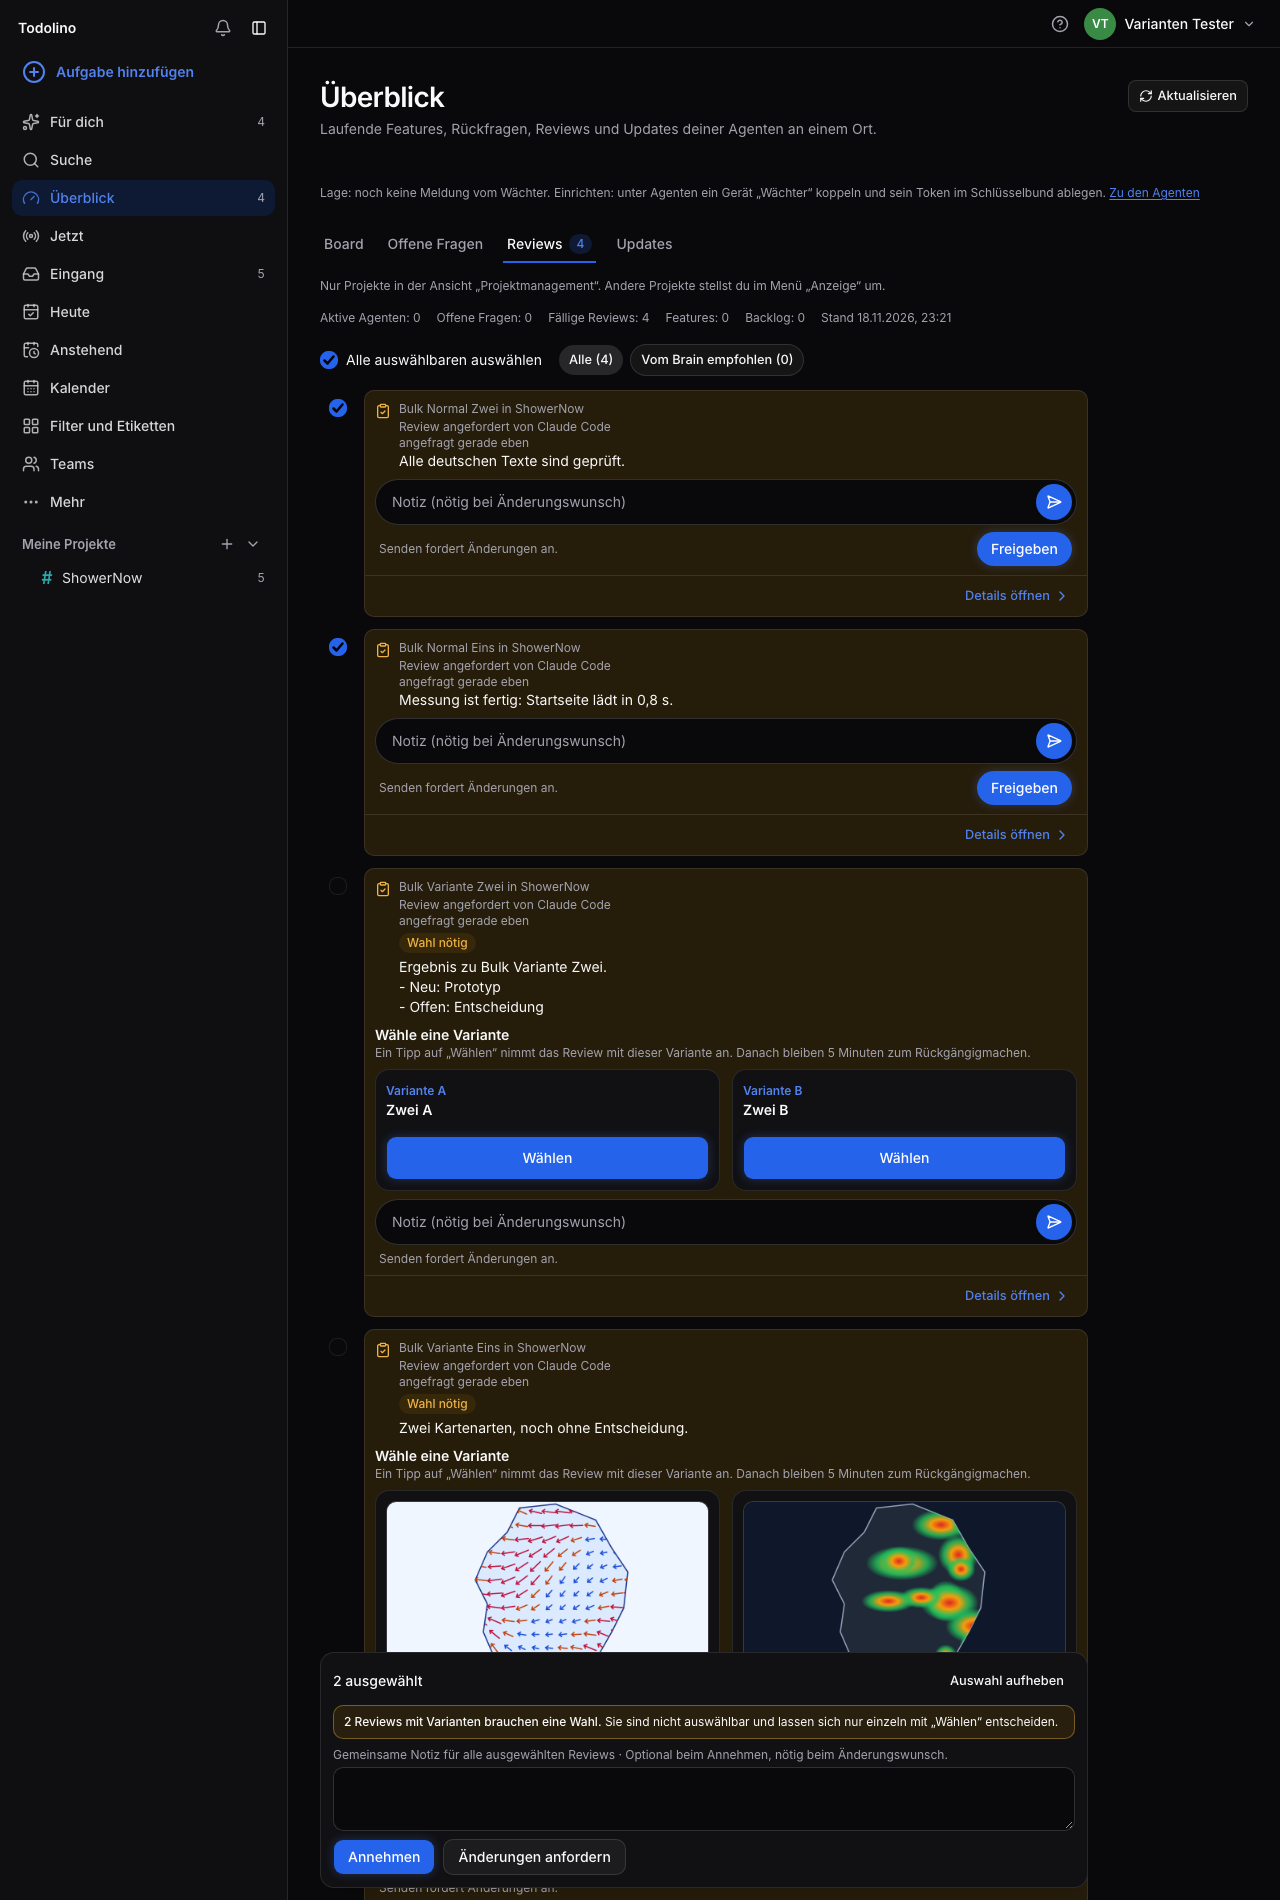 Todolino
Aufgabe hinzufügen
Für dich 4
Suche
Überblick 4
Jetzt
Eingang 5
Heute
Anstehend
Kalender
Filter und Etiketten
Teams
Mehr
Meine Projekte
# ShowerNow 5
VT Varianten Tester
Überblick
Aktualisieren
Laufende Features, Rückfragen, Reviews und Updates deiner Agenten an einem Ort.
Lage: noch keine Meldung vom Wächter. Einrichten: unter Agenten ein Gerät „Wächter“ koppeln und sein Token im Schlüsselbund ablegen. Zu den Agenten
Board Offene Fragen Reviews 4 Updates
Nur Projekte in der Ansicht „Projektmanagement“. Andere Projekte stellst du im Menü „Anzeige“ um.
Aktive Agenten: 0 Offene Fragen: 0 Fällige Reviews: 4 Features: 0 Backlog: 0 Stand 18.11.2026, 23:21
Alle auswählbaren auswählen Alle (4) Vom Brain empfohlen (0)
Bulk Normal Zwei in ShowerNow
Review angefordert von Claude Code
angefragt gerade eben
Alle deutschen Texte sind geprüft.
Notiz (nötig bei Änderungswunsch)
Senden fordert Änderungen an. Freigeben
Details öffnen
Bulk Normal Eins in ShowerNow
Review angefordert von Claude Code
angefragt gerade eben
Messung ist fertig: Startseite lädt in 0,8 s.
Notiz (nötig bei Änderungswunsch)
Senden fordert Änderungen an. Freigeben
Details öffnen
Bulk Variante Zwei in ShowerNow
Review angefordert von Claude Code
angefragt gerade eben
Wahl nötig
Ergebnis zu Bulk Variante Zwei.
- Neu: Prototyp
- Offen: Entscheidung
Wähle eine Variante
Ein Tipp auf „Wählen“ nimmt das Review mit dieser Variante an. Danach bleiben 5 Minuten zum Rückgängigmachen.
Variante A
Zwei A
Wählen
Variante B
Zwei B
Wählen
Notiz (nötig bei Änderungswunsch)
Senden fordert Änderungen an.
Details öffnen
Bulk Variante Eins in ShowerNow
Review angefordert von Claude Code
angefragt gerade eben
Wahl nötig
Zwei Kartenarten, noch ohne Entscheidung.
Wähle eine Variante
Ein Tipp auf „Wählen“ nimmt das Review mit dieser Variante an. Danach bleiben 5 Minuten zum Rückgängigmachen.
2 ausgewählt Auswahl aufheben
2 Reviews mit Varianten brauchen eine Wahl. Sie sind nicht auswählbar und lassen sich nur einzeln mit „Wählen“ entscheiden.
Gemeinsame Notiz für alle ausgewählten Reviews · Optional beim Annehmen, nötig beim Änderungswunsch.
Annehmen Änderungen anfordern
Senden fordert Änderungen an.